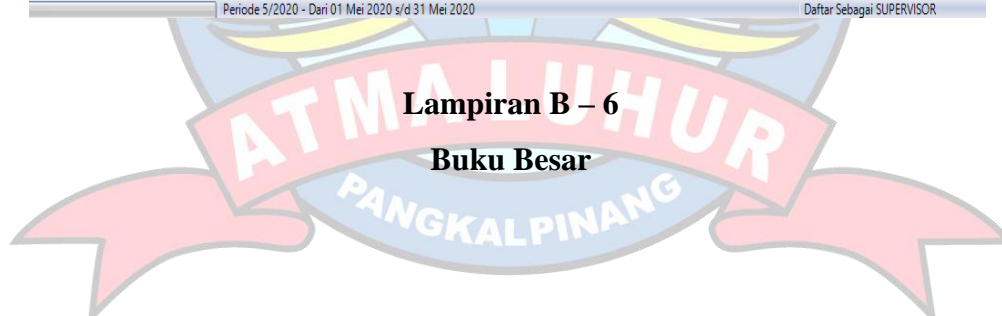 Periode 5/2020 - Dari 01 Mei 2020 s/d 31 Mei 2020 Daftar Sebagai SUPERVISOR
ATMA LUHUR
Lampiran B – 6
Buku Besar
PANGKALPINANG